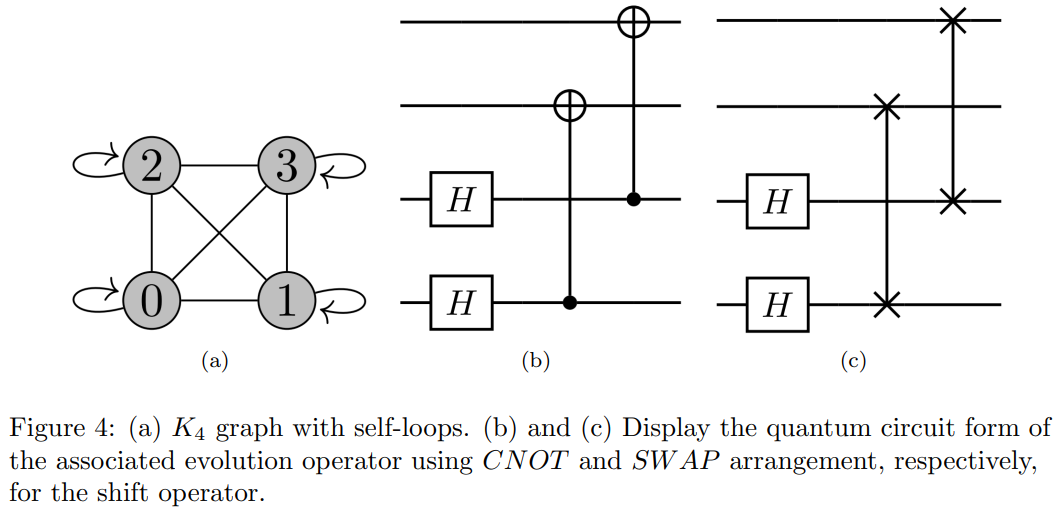 2 3
0 1
(a)
H
H
(b)
H
H
(c)
Figure 4: (a) K₄ graph with self-loops. (b) and (c) Display the quantum circuit form of
the associated evolution operator using CNOT and SWAP arrangement, respectively,
for the shift operator.